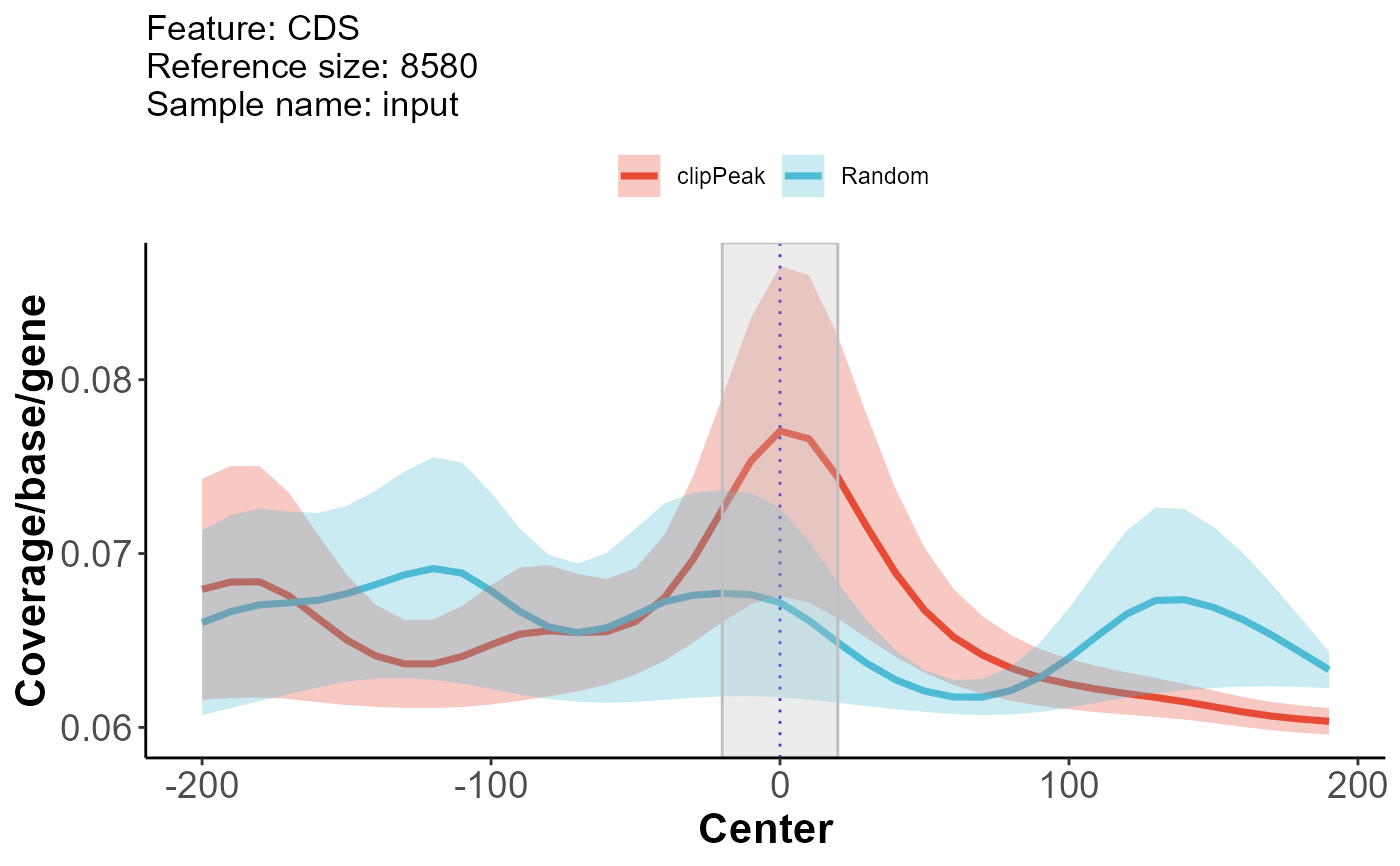 Feature: CDS
Reference size: 8580
Sample name: input
clipPeak
Random
Coverage/base/gene
0.08
0.07
0.06
-200
-100
0
100
200
Center